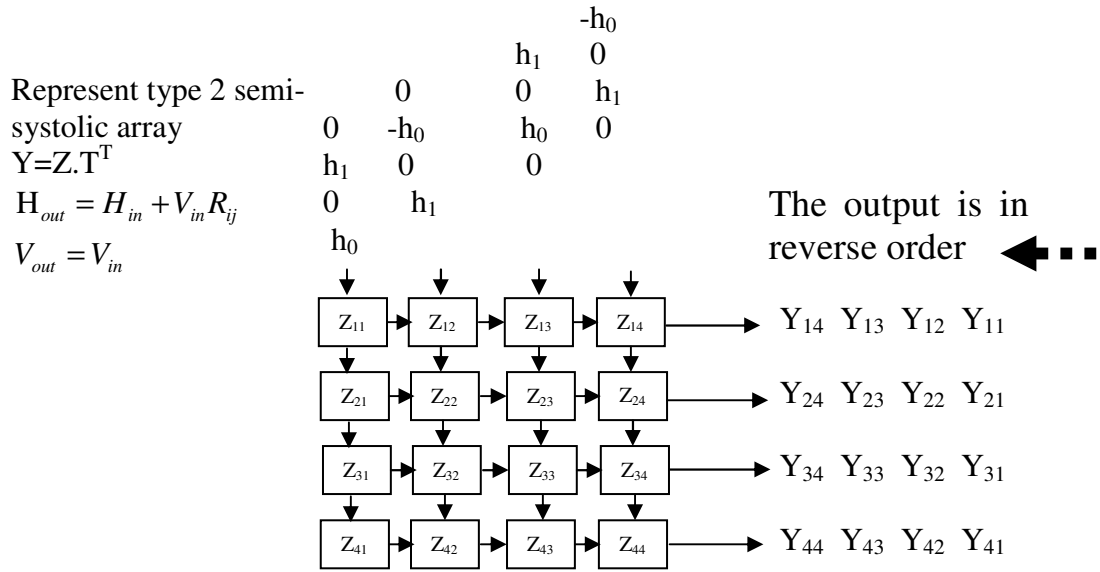 -h₀
h₁ 0
Represent type 2 semi- 0 0 h₁
systolic array 0 -h₀ h₀ 0
Y=Z.Tᵀ h₁ 0 0
H_out = H_in + V_in R_ij 0 h₁
V_out = V_in h₀
The output is in
reverse order
Z₁₁ Z₁₂ Z₁₃ Z₁₄ Y₁₄ Y₁₃ Y₁₂ Y₁₁
Z₂₁ Z₂₂ Z₂₃ Z₂₄ Y₂₄ Y₂₃ Y₂₂ Y₂₁
Z₃₁ Z₃₂ Z₃₃ Z₃₄ Y₃₄ Y₃₃ Y₃₂ Y₃₁
Z₄₁ Z₄₂ Z₄₃ Z₄₄ Y₄₄ Y₄₃ Y₄₂ Y₄₁